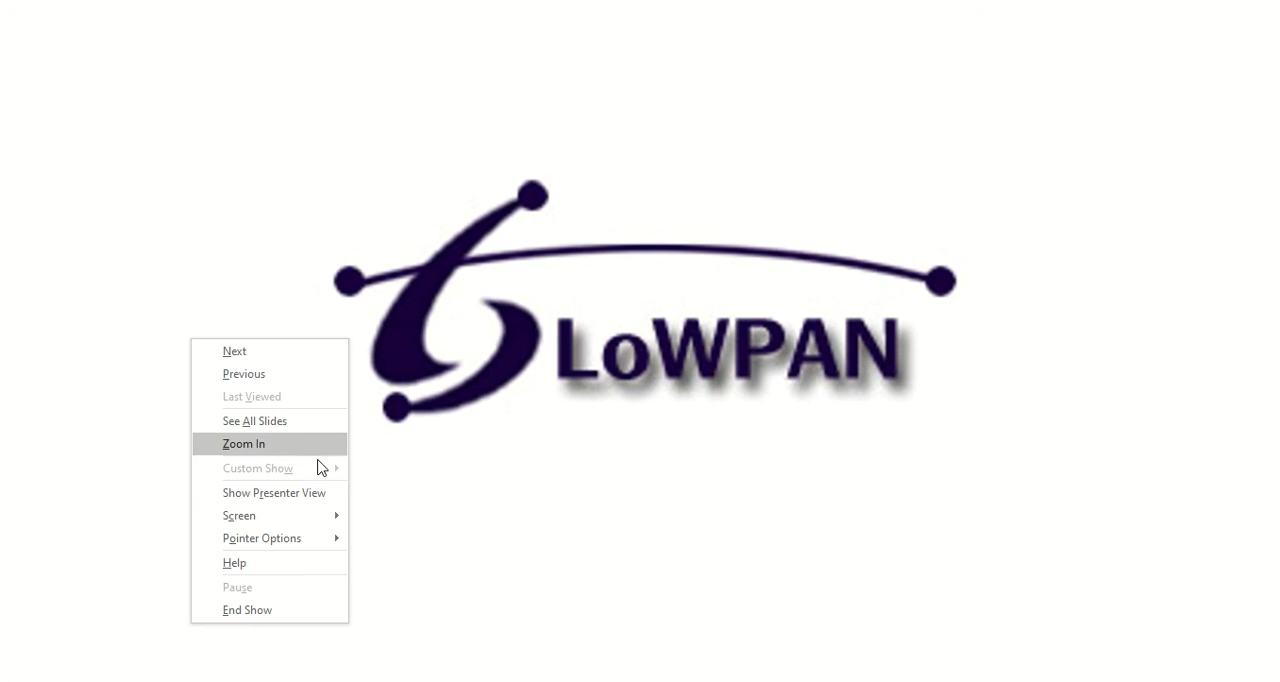 6LoWPAN
Next
Previous
Last Viewed
See All Slides
Zoom In
Custom Show
Show Presenter View
Screen
Pointer Options
Help
Pause
End Show